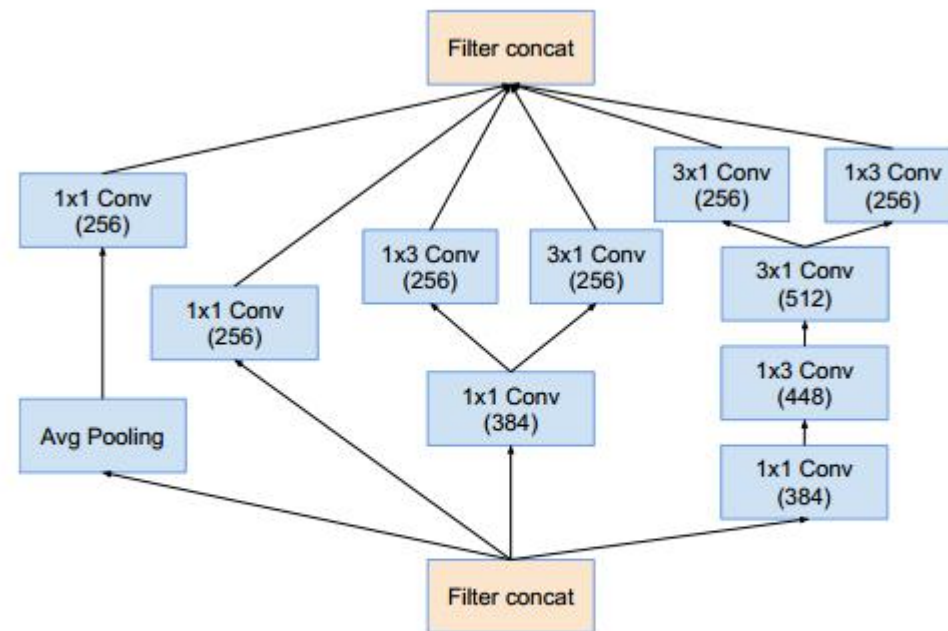 Filter concat
3x1 Conv
(256)
1x3 Conv
(256)
1x1 Conv
(256)
1x3 Conv
(256)
3x1 Conv
(256)
3x1 Conv
(512)
1x1 Conv
(256)
1x3 Conv
(448)
1x1 Conv
(384)
Avg Pooling
1x1 Conv
(384)
Filter concat